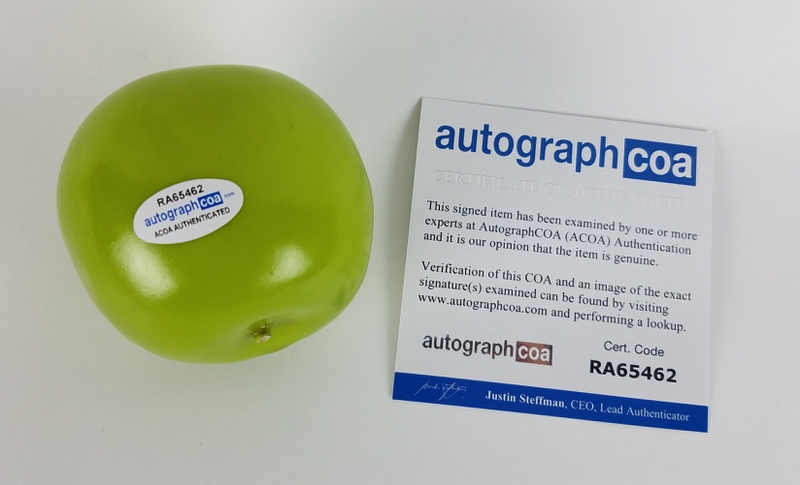 RA65462
autographcoa.com
ACOA AUTHENTICATED
autographcoa
CERTIFICATE OF AUTHENTICITY
This signed item has been examined by one or more
experts at AutographCOA (ACOA) Authentication
and it is our opinion that the item is genuine.
Verification of this COA and an image of the exact
signature(s) examined can be found by visiting
www.autographcoa.com and performing a lookup.
autographcoa
Cert. Code
RA65462
Justin Steffman, CEO, Lead Authenticator